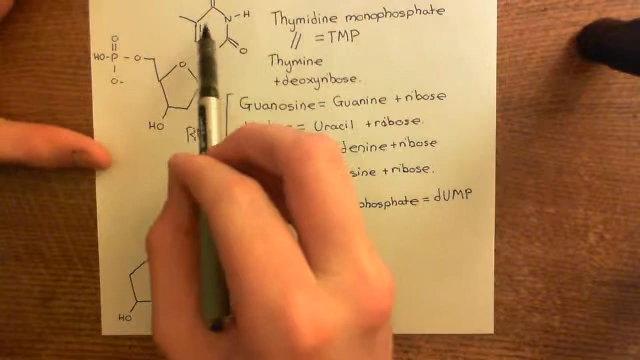 Thymidine monophosphate
// = TMP
Thymine
+deoxyribose.
Guanosine = Guanine + ribose
= Uracil + ribose.
denine + ribose
sine + ribose.
phosphate = dUMP
N-H
O
O
HO-P-O
O-
O
HO
HO